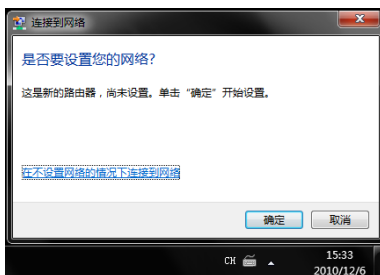 连接到网络
是否要设置您的网络?
这是新的路由器，尚未设置。单击“确定”开始设置。
在不设置网络的情况下连接到网络
确定
取消
CH
15:33
2010/12/6